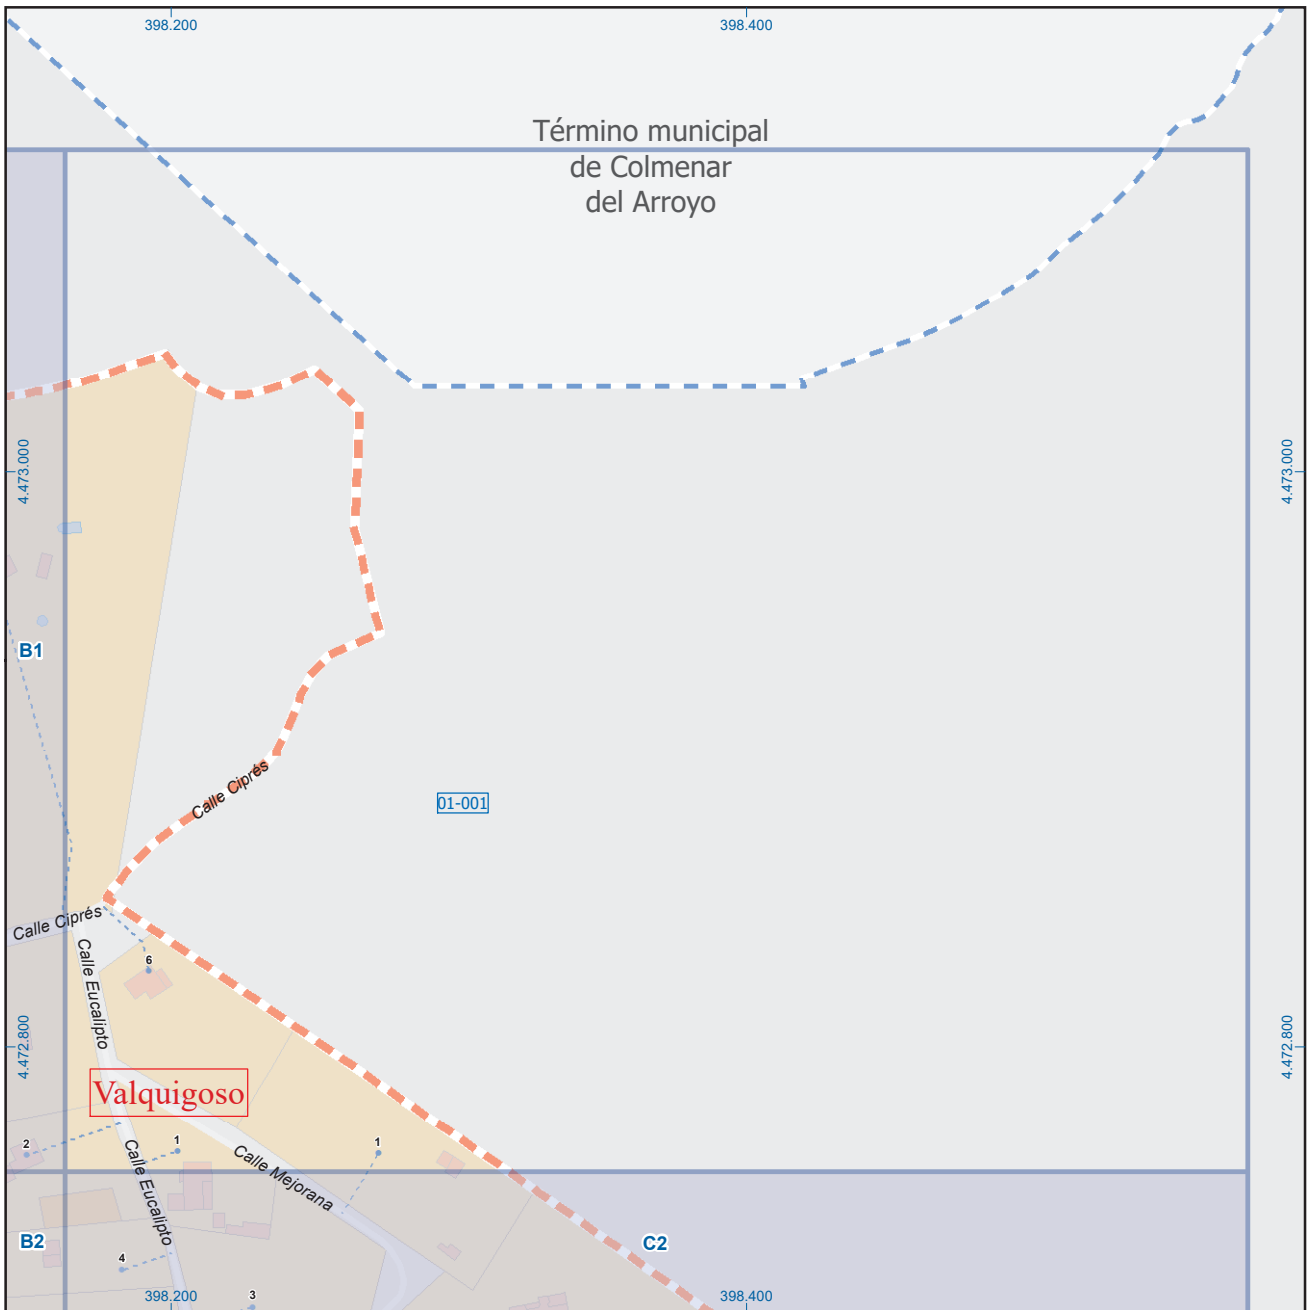 398.200
398.400
Término municipal
de Colmenar
del Arroyo
4.473.000
4.473.000
B1
Calle Ciprés
01-001
Calle Ciprés
Calle Eucalipto
6
4.472.800
4.472.800
Valquigoso
2
1
1
Calle Eucalipto
Calle Mejorana
B2
C2
4
3
398.200
398.400